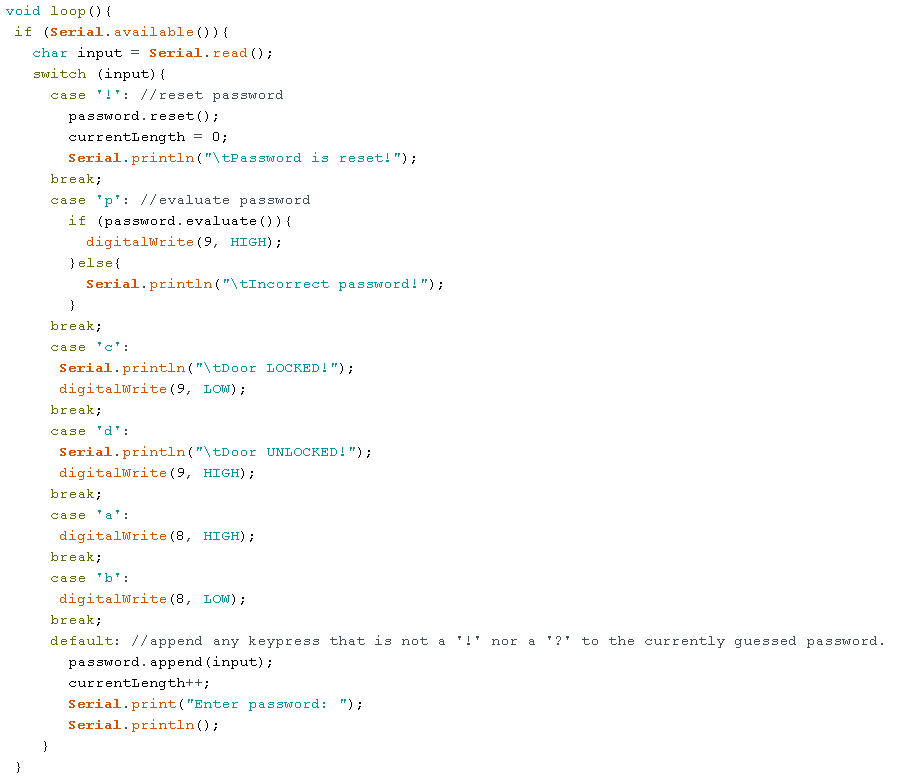 void loop(){
 if (Serial.available()){
   char input = Serial.read();
   switch (input){
     case '!': //reset password
       password.reset();
       currentLength = 0;
       Serial.println("\tPassword is reset!");
     break;
     case 'p': //evaluate password
       if (password.evaluate()){
         digitalWrite(9, HIGH);
       }else{
         Serial.println("\tIncorrect password!");
       }
     break;
     case 'c':
      Serial.println("\tDoor LOCKED!");
      digitalWrite(9, LOW);
     break;
     case 'd':
      Serial.println("\tDoor UNLOCKED!");
      digitalWrite(9, HIGH);
     break;
     case 'a':
      digitalWrite(8, HIGH);
     break;
     case 'b':
      digitalWrite(8, LOW);
     break;
     default: //append any keypress that is not a '!' nor a '?' to the currently guessed password.
       password.append(input);
       currentLength++;
       Serial.print("Enter password: ");
       Serial.println();
    }
 }